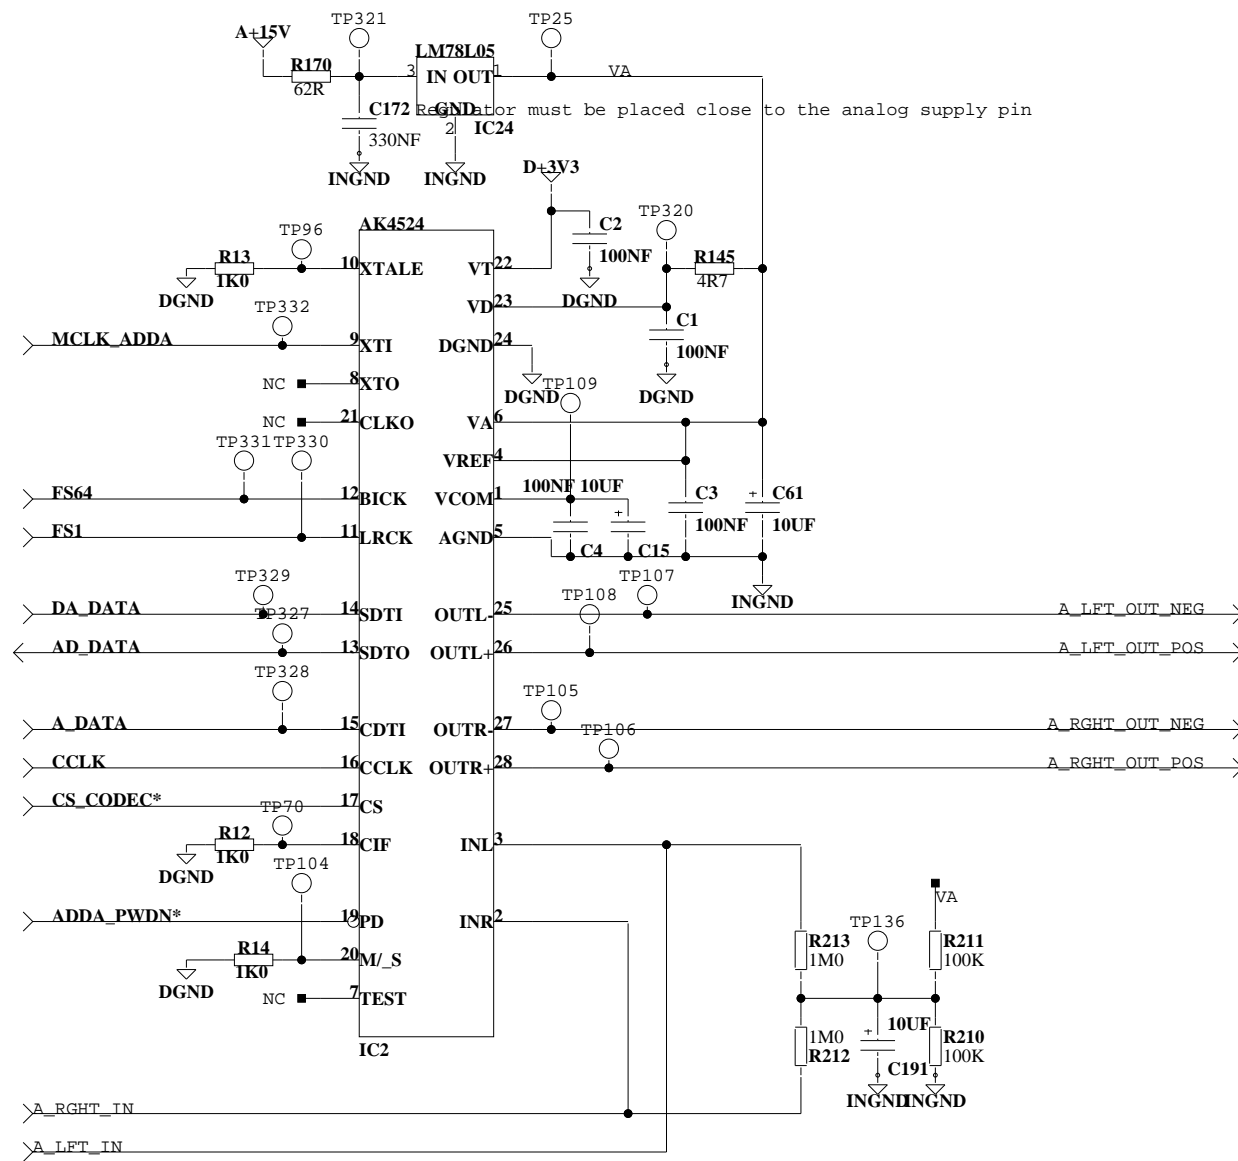 TP321
TP25
A+15V
R170
62R
LM78L05
3 IN OUT 1
VA
C172
330NF
GND
2
IC24
Regulator must be placed close to the analog supply pin
INGND
INGND
D+3V3
AK4524
C2
100NF
DGND
TP320
R145
4R7
TP96
R13
1K0
DGND
10 XTALE
VT 22
VD 23
C1
100NF
DGND
TP332
MCLK_ADDA
9 XTI
DGND 24
DGND
NC
8 XTO
TP109
NC
21 CLKO
VA 6
TP331
TP330
VREF 4
FS64
12 BICK
VCOM 1
100NF
10UF
C3
100NF
C61
+
10UF
FS1
11 LRCK
AGND 5
C4
+
C15
INGND
TP329
TP107
TP108
DA_DATA
14 SDTI
OUTL- 25
A_LFT_OUT_NEG
TP327
AD_DATA
13 SDTO
OUTL+ 26
A_LFT_OUT_POS
TP328
TP105
A_DATA
15 CDTI
OUTR- 27
A_RGHT_OUT_NEG
TP106
CCLK
16 CCLK
OUTR+ 28
A_RGHT_OUT_POS
CS_CODEC*
17 CS
TP70
R12
1K0
DGND
18 CIF
INL 3
TP104
VA
ADDA_PWDN*
19 PD
INR 2
TP136
R213
1M0
R211
100K
R14
1K0
DGND
20 M/_S
NC
7 TEST
IC2
1M0
R212
10UF
+
C191
R210
100K
INGND
INGND
A_RGHT_IN
A_LFT_IN